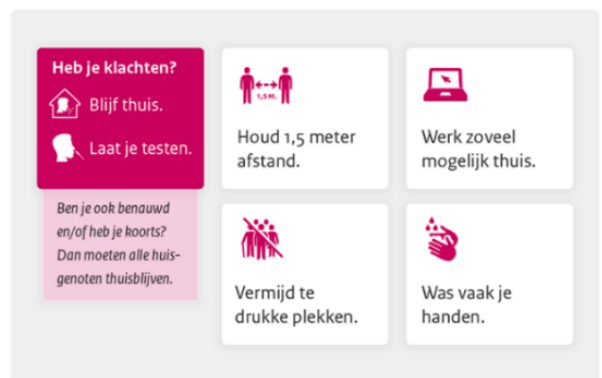 Heb je klachten?
Blijf thuis.
Laat je testen.
Ben je ook benauwd
en/of heb je koorts?
Dan moeten alle huis-
genoten thuisblijven.
1,5 M.
Houd 1,5 meter
afstand.
Werk zoveel
mogelijk thuis.
Vermijd te
drukke plekken.
Was vaak je
handen.